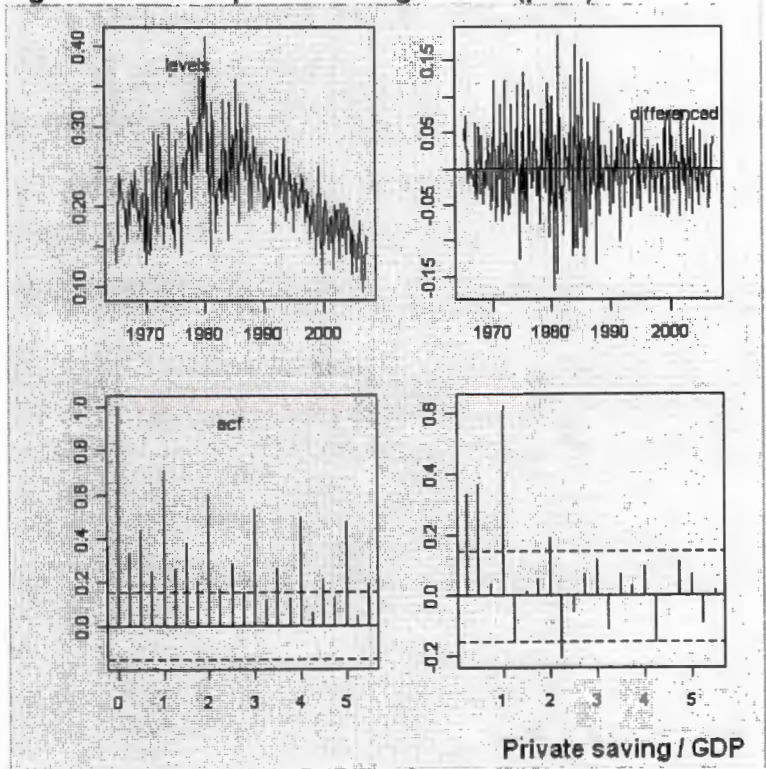 0.40 0.30 0.20 0.10
levels
1970 1980 1990 2000
0.15 0.05 -0.05 -0.15
differenced
1970 1980 1990 2000
1.0 0.8 0.6 0.4 0.2 0.0
acf
0 1 2 3 4 5
0.6 0.4 0.2 0.0 -0.2
1 2 3 4 5
Private saving / GDP